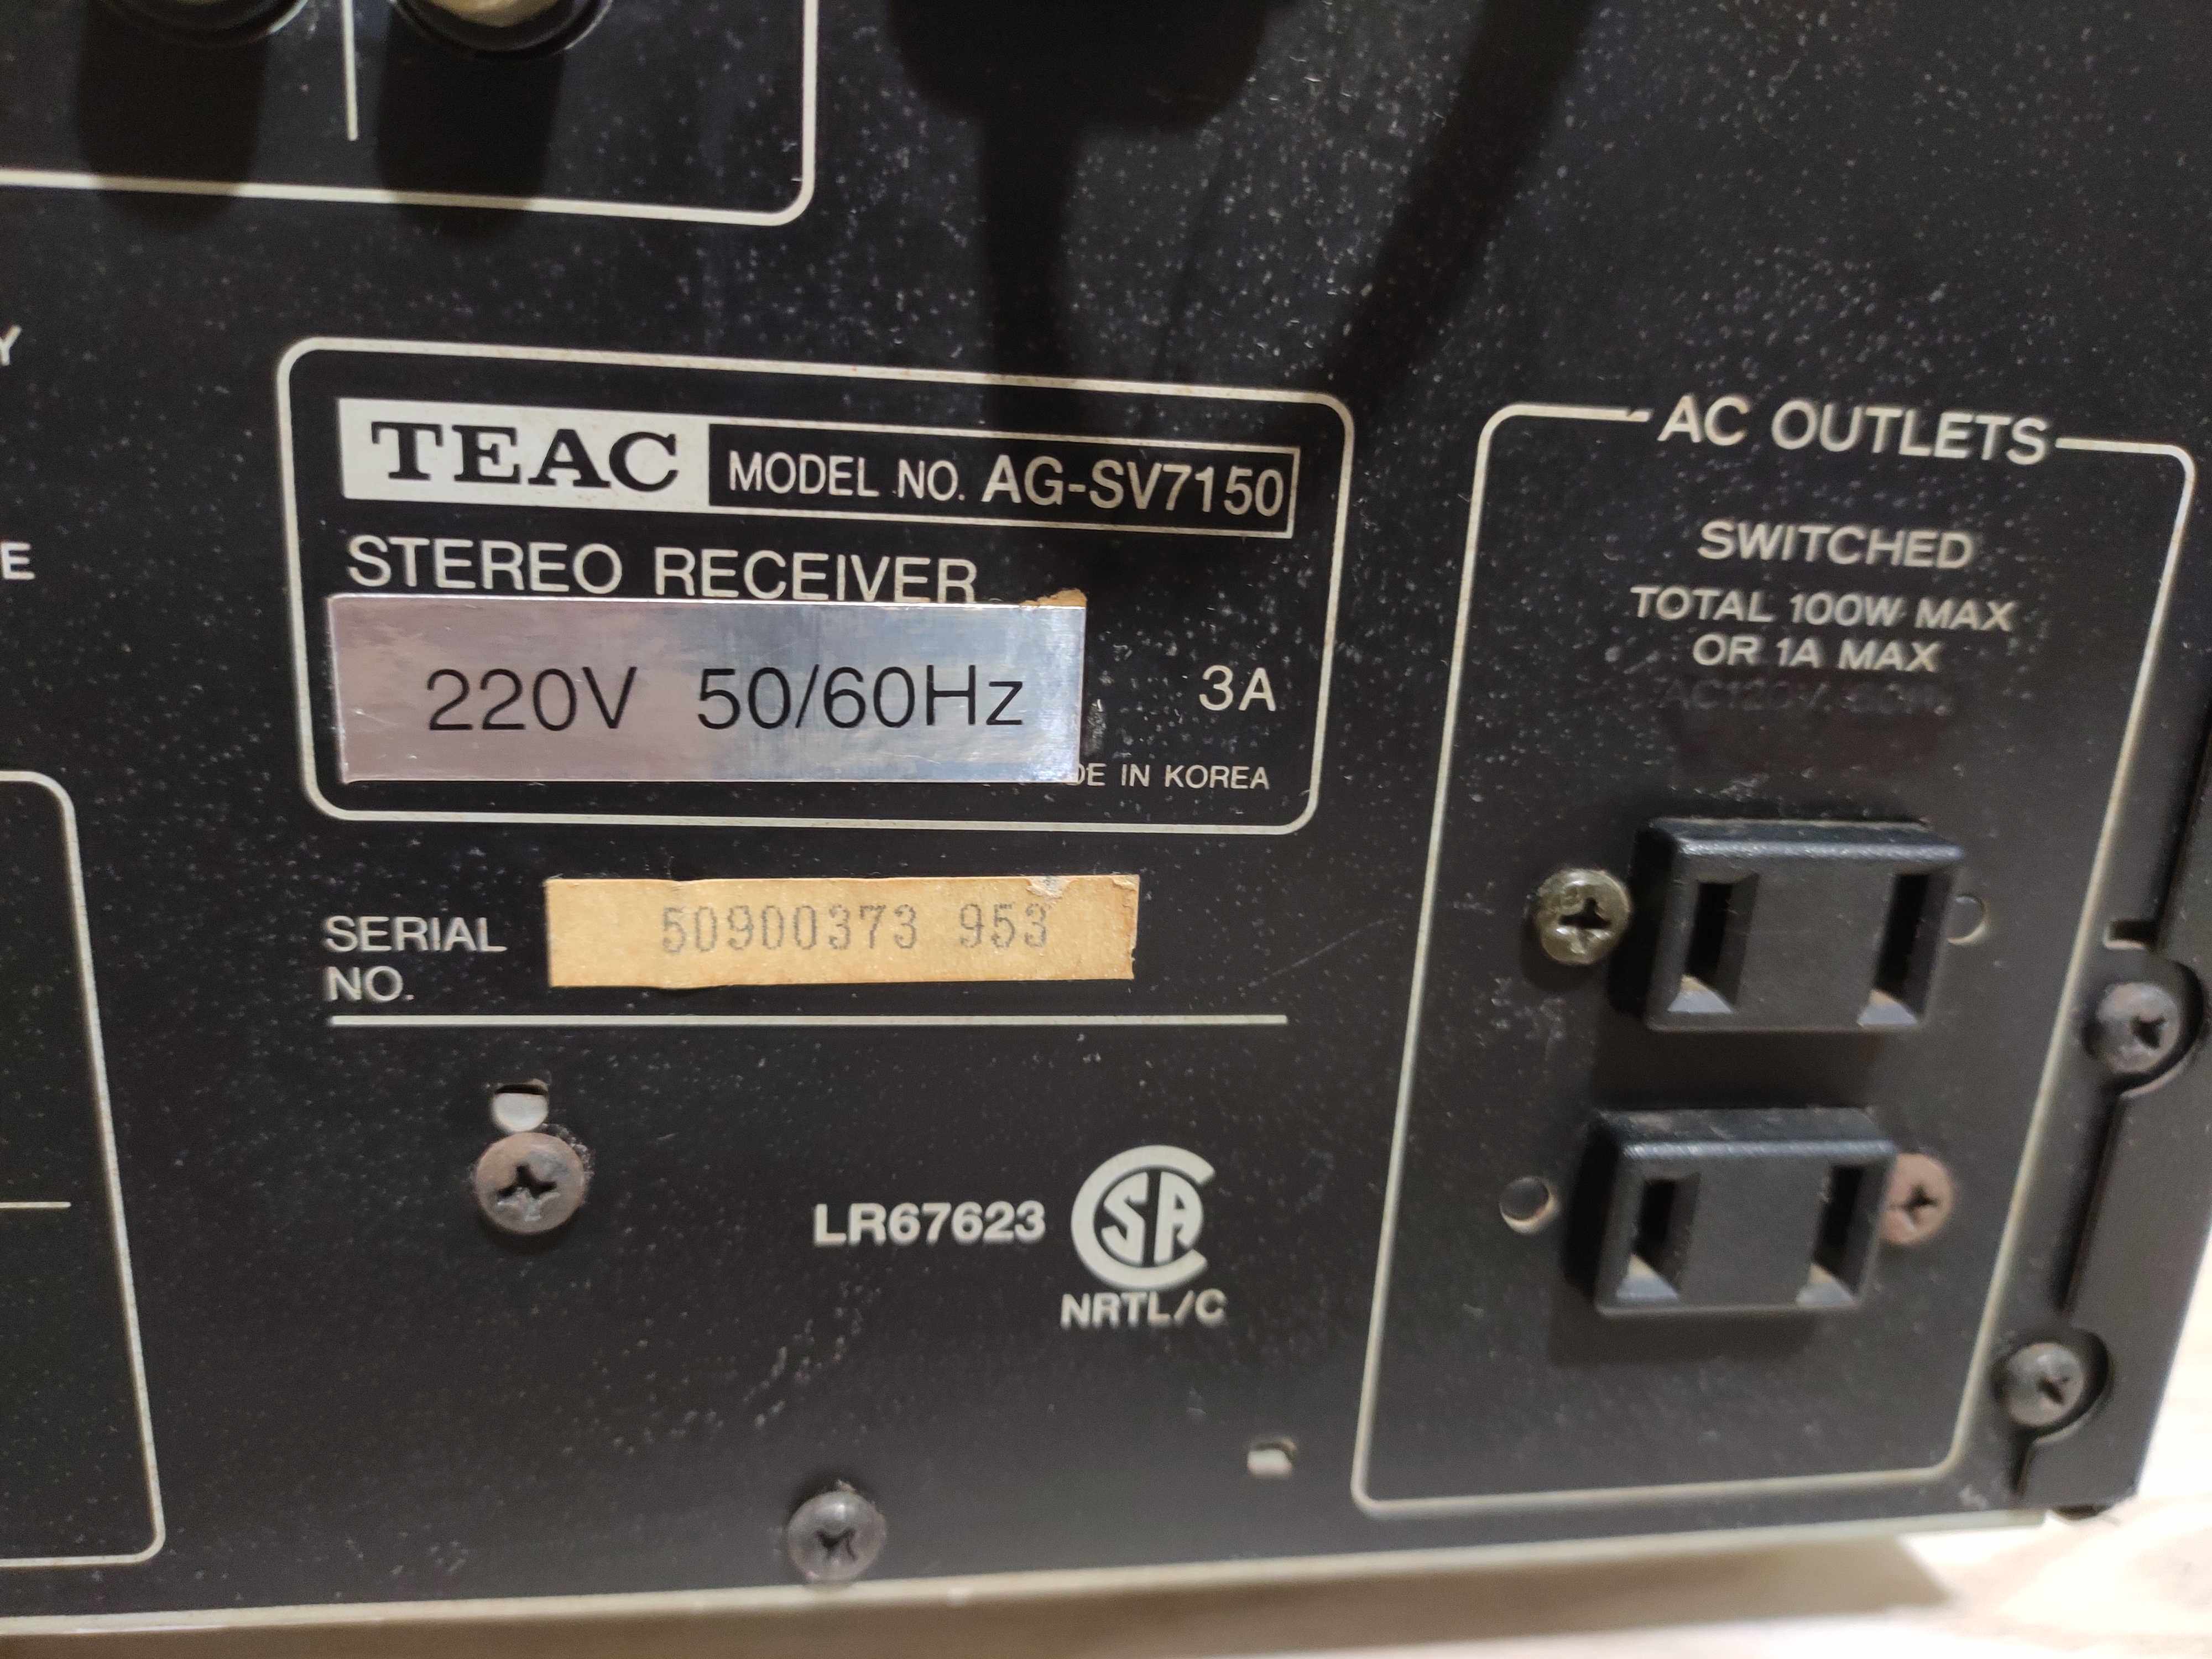 Y
E
TEAC MODEL NO. AG-SV7150
STEREO RECEIVER
220V 50/60Hz
3A
DE IN KOREA
SERIAL
NO.
50900373 953
LR67623
SA
NRTL/C
AC OUTLETS
SWITCHED
TOTAL 100W MAX
OR 1A MAX